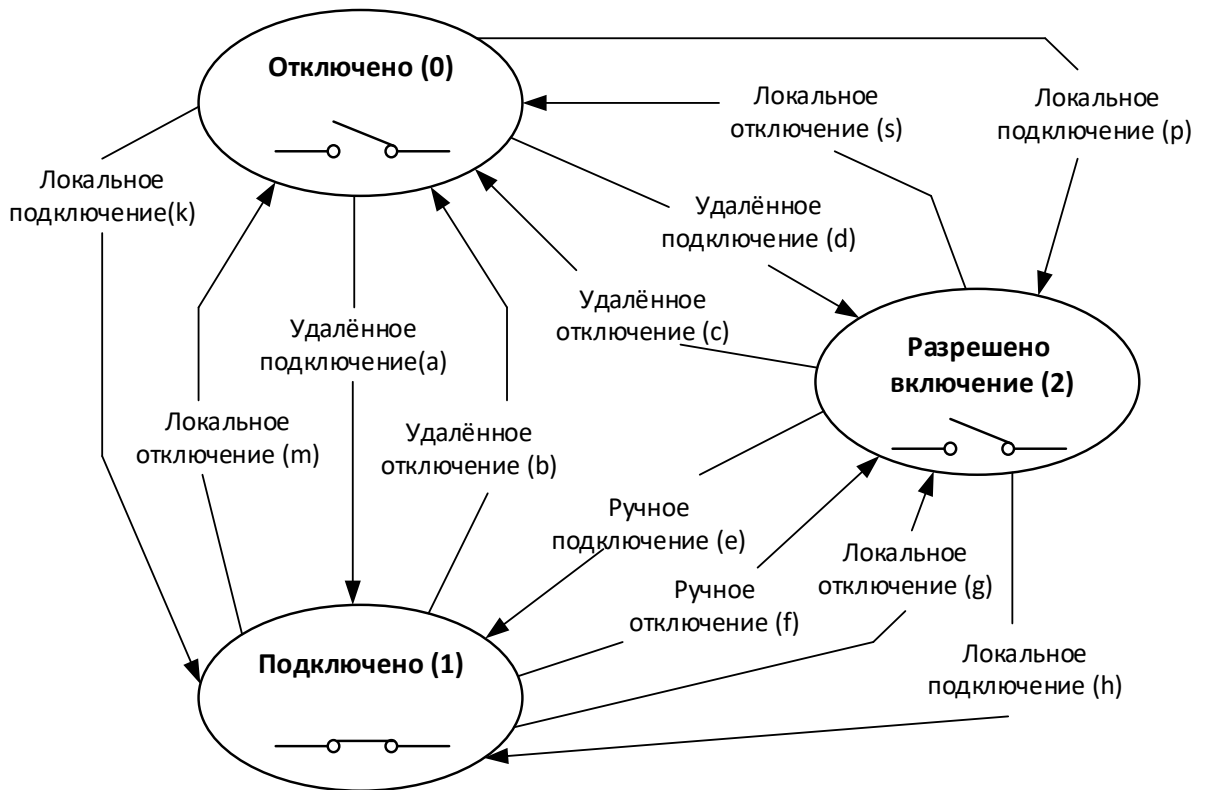 Отключено (0)
Локальное
отключение (s)
Локальное
подключение (p)
Локальное
подключение(k)
Удалённое
подключение (d)
Удалённое
отключение (c)
Удалённое
подключение(a)
Разрешено
включение (2)
Локальное
отключение (m)
Удалённое
отключение (b)
Ручное
подключение (e)
Локальное
отключение (g)
Ручное
отключение (f)
Подключено (1)
Локальное
подключение (h)